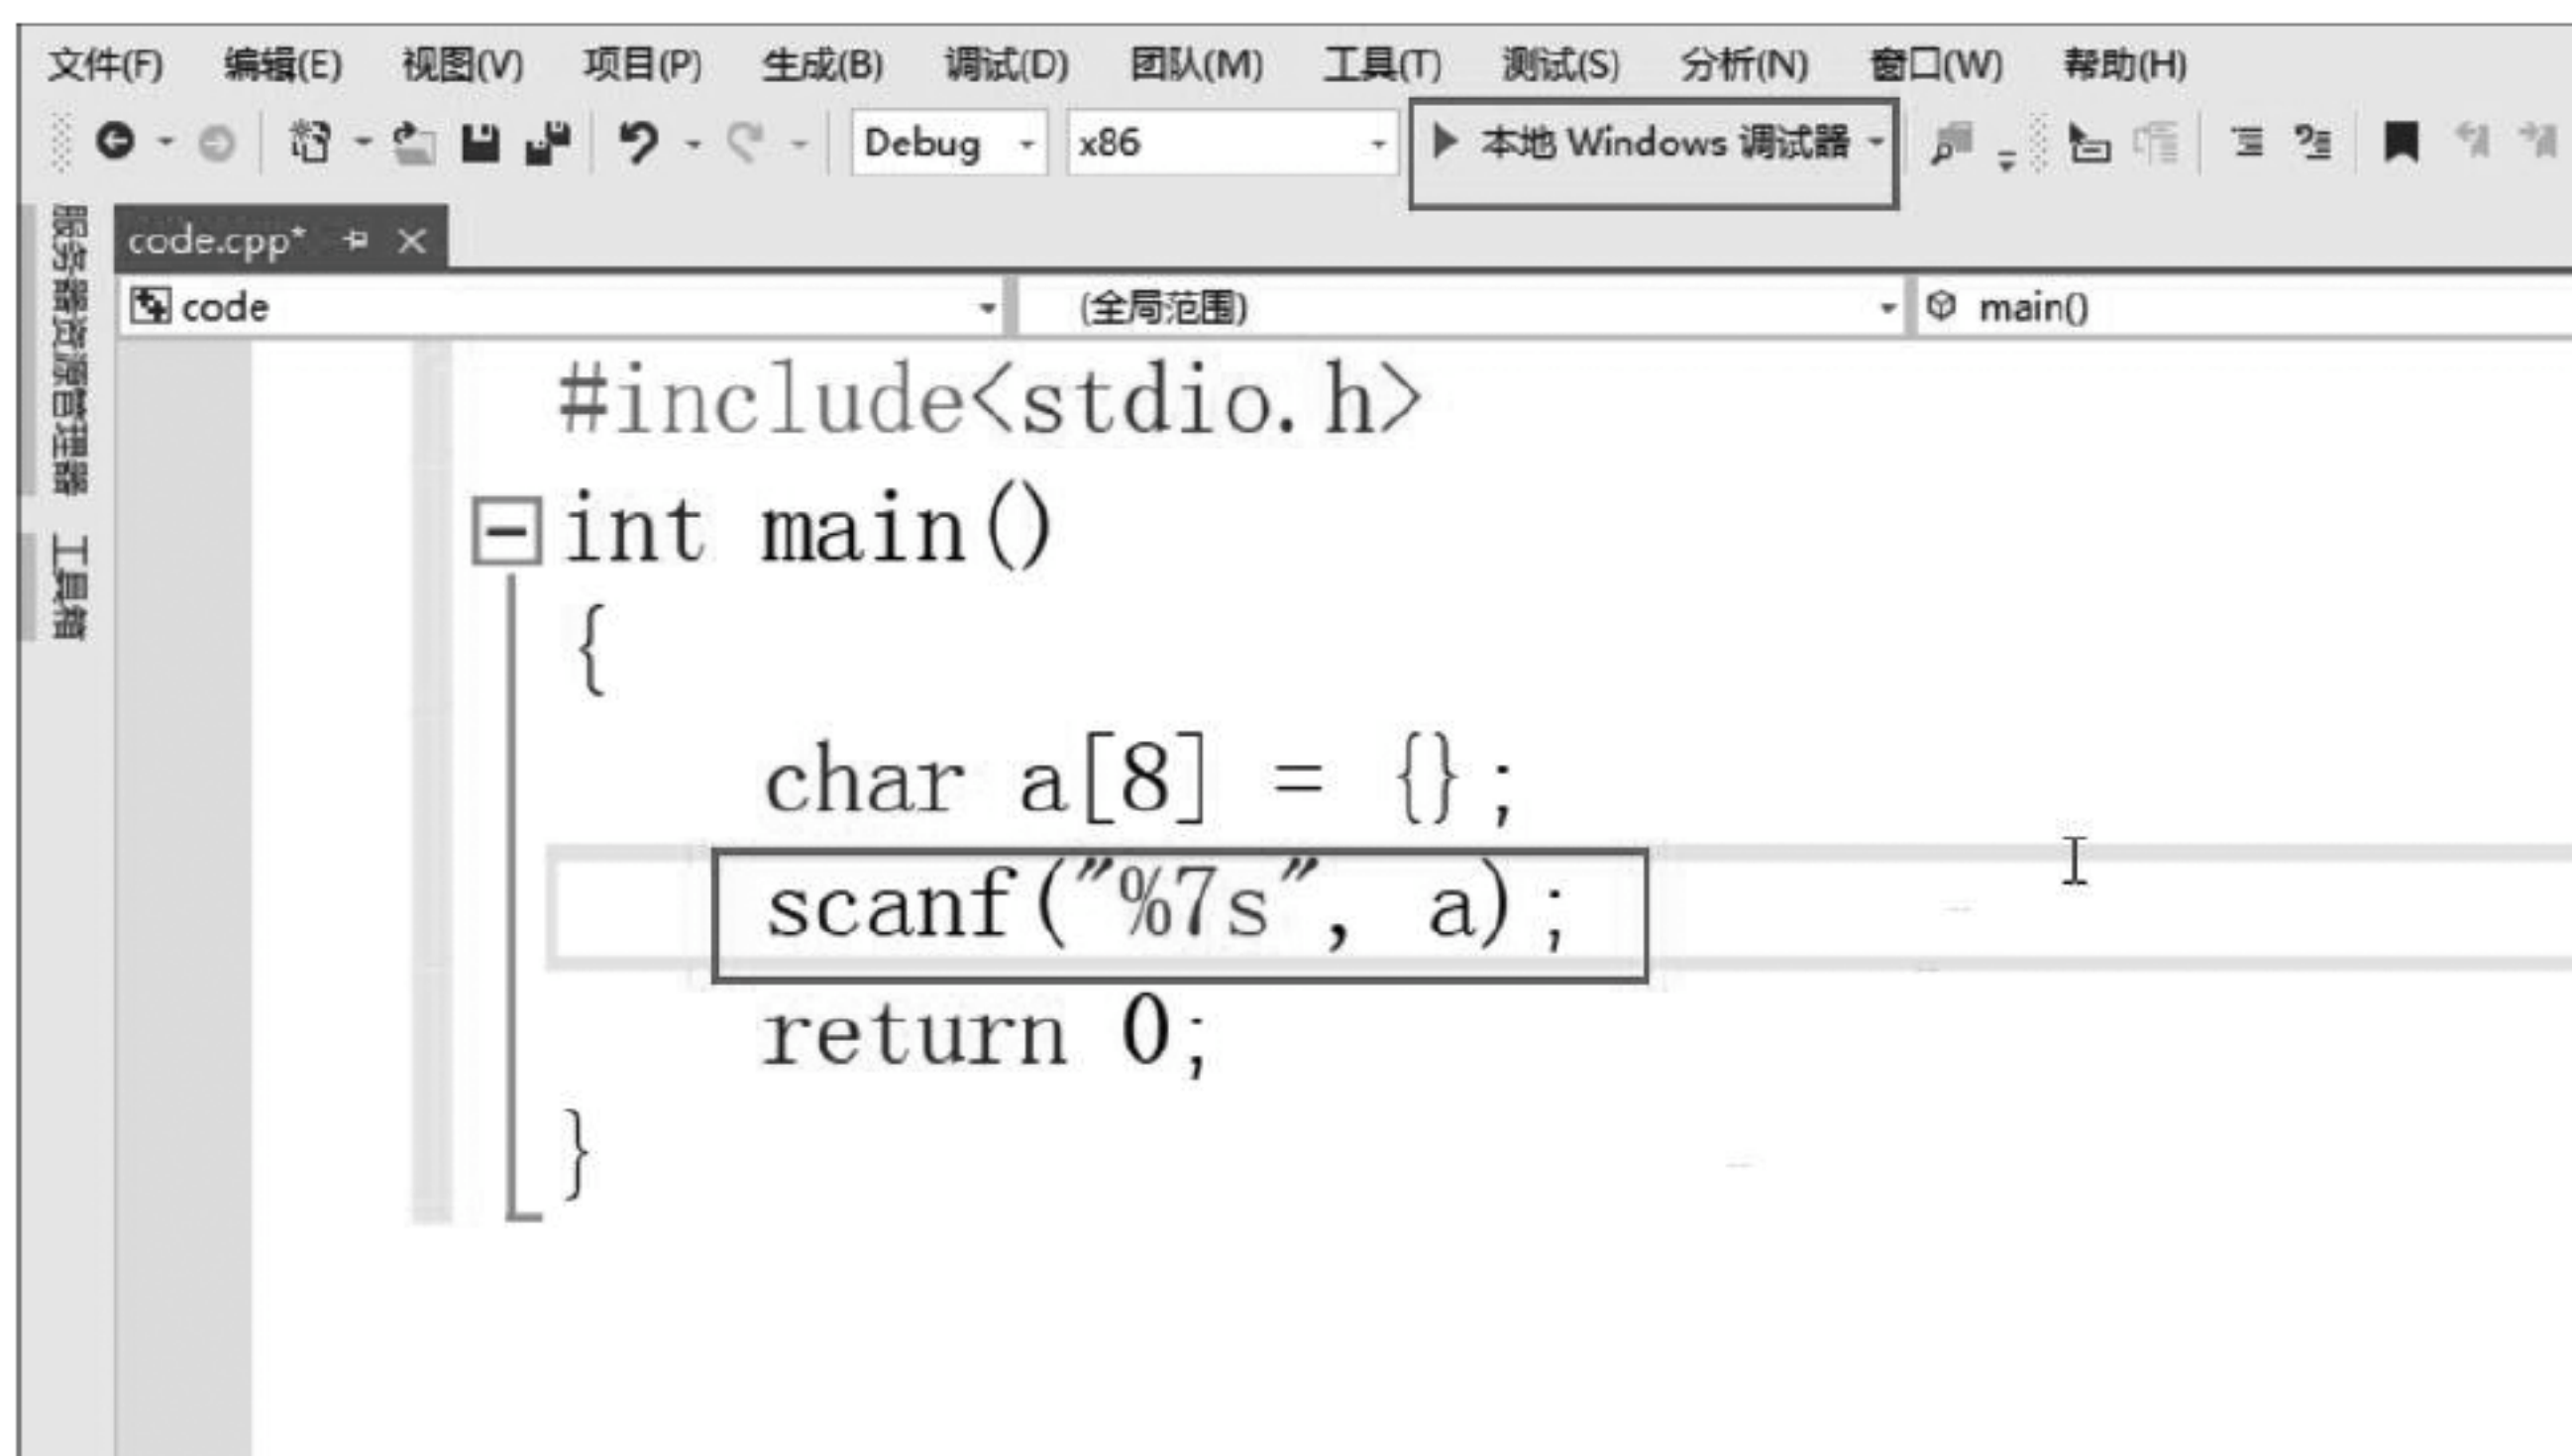 文件(F) 编辑(E) 视图(V) 项目(P) 生成(B) 调试(D) 团队(M) 工具(T) 测试(S) 分析(N) 窗口(W) 帮助(H)
Debug x86 本地 Windows 调试器
服务器资源管理器
工具箱
code.cpp*
code (全局范围) main()
#include<stdio.h>
int main()
{
char a[8] = {};
scanf("%7s", a);
return 0;
}